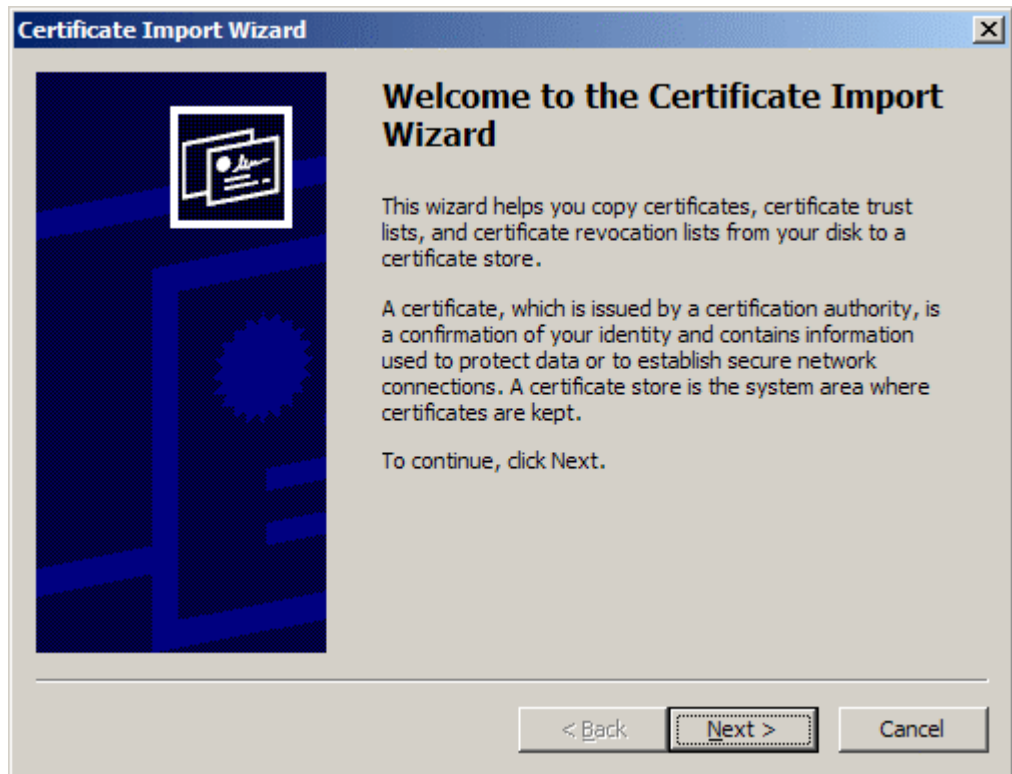 Certificate Import Wizard
Welcome to the Certificate Import
Wizard
This wizard helps you copy certificates, certificate trust
lists, and certificate revocation lists from your disk to a
certificate store.
A certificate, which is issued by a certification authority, is
a confirmation of your identity and contains information
used to protect data or to establish secure network
connections. A certificate store is the system area where
certificates are kept.
To continue, click Next.
< Back
Next >
Cancel